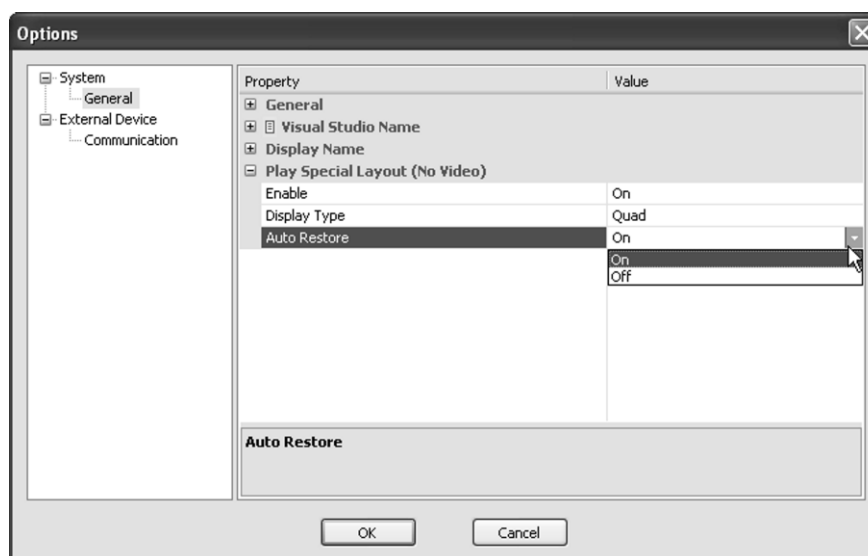 Options
System
General
External Device
Communication
Property Value
General
Visual Studio Name
Display Name
Play Special Layout (No Video)
Enable On
Display Type Quad
Auto Restore On
On
Off
Auto Restore
OK Cancel